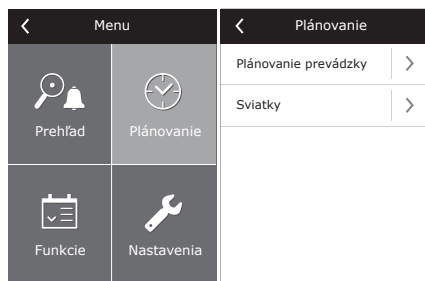 Menu
Prehľad
Plánovanie
Funkcie
Nastavenia
Plánovanie
Plánovanie prevádzky
Sviatky